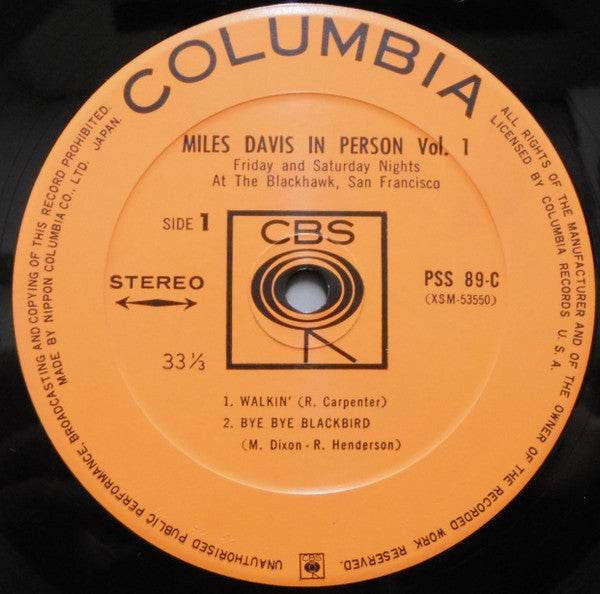 COLUMBIA
MILES DAVIS IN PERSON Vol. 1
Friday and Saturday Nights
At The Blackhawk, San Francisco
SIDE 1
CBS
STEREO
PSS 89-C
(XSM-53550)
33⅓
1. WALKIN' (R. Carpenter)
2. BYE BYE BLACKBIRD
(M. Dixon - R. Henderson)
ALL RIGHTS OF THE MANUFACTURER AND OF THE OWNER OF THE RECORDED WORK RESERVED.
LICENSED BY COLUMBIA RECORDS U.S.A.
UNAUTHORISED PUBLIC PERFORMANCE, BROADCASTING AND COPYING OF THIS RECORD PROHIBITED.
MADE BY NIPPON COLUMBIA CO., LTD. JAPAN.
CBS